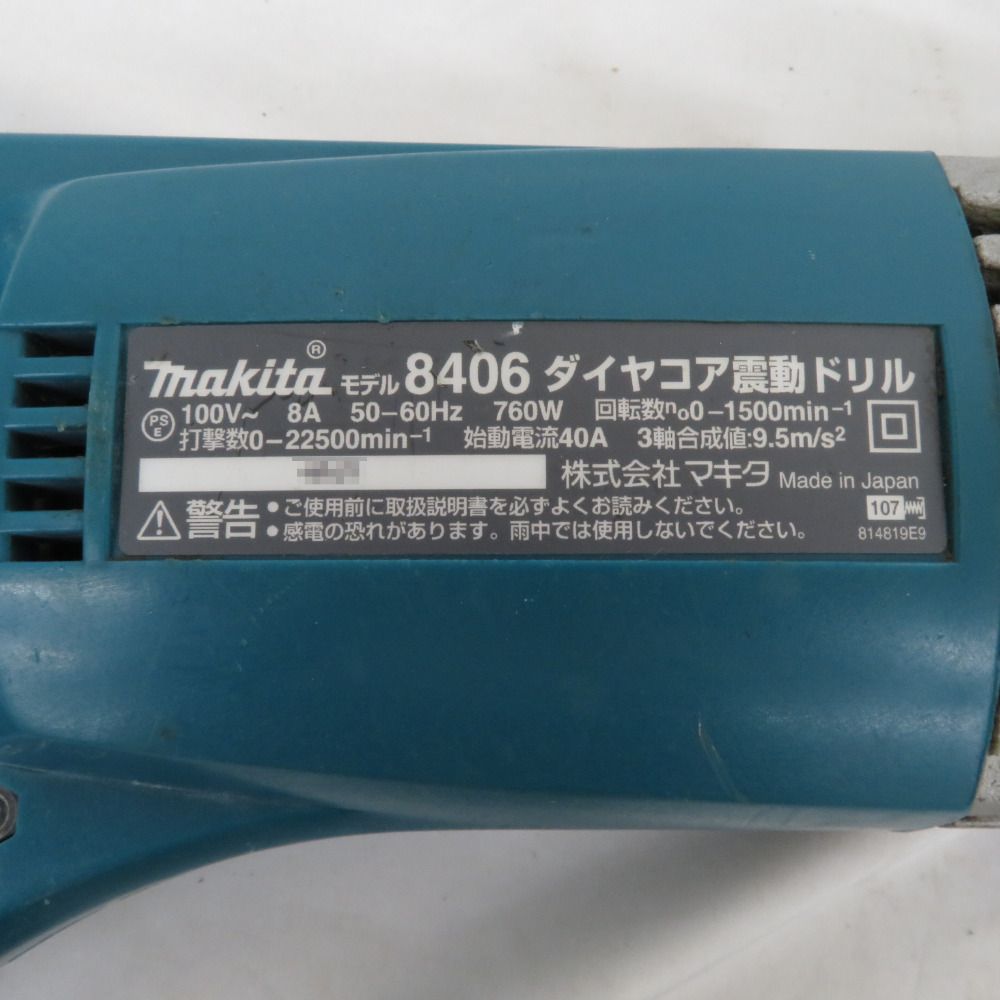 makita® モデル 8406 ダイヤコア震動ドリル
PSE 100V~ 8A 50-60Hz 760W 回転数n₀0-1500min⁻¹
打撃数0-22500min⁻¹ 始動電流40A 3軸合成値:9.5m/s²
株式会社 マキタ Made in Japan
警告 • ご使用前に取扱説明書を必ずよくお読みください。 107
• 感電の恐れがあります。雨中では使用しないでください。 814819E9